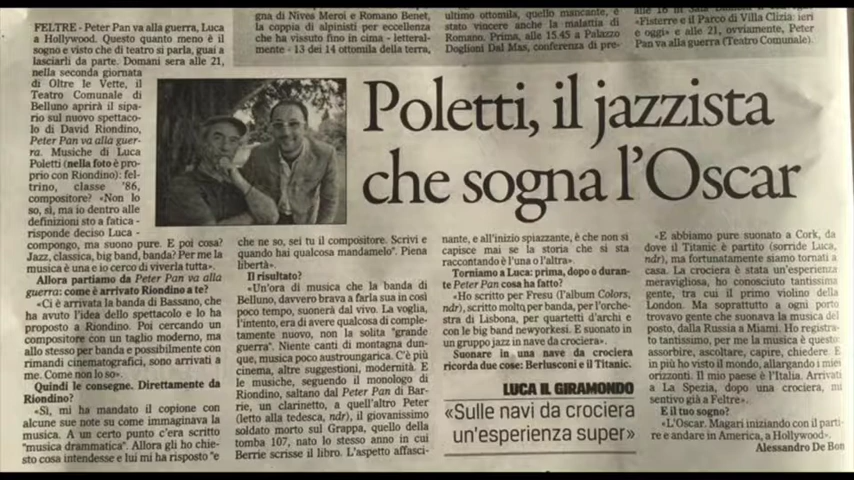 gna di Nives Meroi e Romano Benet,
la coppia di alpinisti per eccellenza
che ha vissuto fino in cima - letteral-
mente - 13 dei 14 ottomila della terra,
ultimo ottomila, quello mancante, è
stato vincere anche la malattia di
Romano. Prima, alle 15.45 a Palazzo
Doglioni Dal Mas, conferenza di pre-
"Fisterre e il Parco di Villa Clizia: ieri
e oggi» e alle 21, ovviamente, Peter
Pan va alla guerra (Teatro Comunale).
Poletti, il jazzista
che sogna l'Oscar
FELTRE - Peter Pan va alla guerra, Luca
a Hollywood. Questo quanto meno è il
sogno e visto che di teatro si parla, guai a
lasciarli da parte. Domani sera alle 21,
nella seconda giornata
di Oltre le Vette, il
Teatro Comunale di
Belluno aprirà il sipa-
rio sul nuovo spettaco-
lo di David Riondino,
Peter Pan va alla guer-
ra. Musiche di Luca
Poletti (nella foto è pro-
prio con Riondino): fel-
trino, classe '86,
compositore? «Non lo
so, sì, ma io dentro alle
definizioni sto a fatica -
risponde deciso Luca -
compongo, ma suono pure. E poi cosa?
Jazz, classica, big band, banda? Per me la
musica è una e io cerco di viverla tutta».
Allora partiamo da Peter Pan va alla
guerra: come è arrivato Riondino a te?
«Ci è arrivata la banda di Bassano, che
ha avuto l'idea dello spettacolo e lo ha
proposto a Riondino. Poi cercando un
compositore con un taglio moderno, ma
allo stesso per banda e possibilmente con
rimandi cinematografici, sono arrivati a
me. Come non lo so».
Quindi le consegne. Direttamente da
Riondino?
«Sì, mi ha mandato il copione con
alcune sue note su come immaginava la
musica. A un certo punto c'era scritto
"musica drammatica". Allora gli ho chie-
sto cosa intendesse e lui mi ha risposto "e
che ne so, sei tu il compositore. Scrivi e
quando hai qualcosa mandamelo". Piena
libertà».
Il risultato?
«Un'ora di musica che la banda di
Belluno, davvero brava a farla sua in così
poco tempo, suonerà dal vivo. La voglia,
l'intento, era di avere qualcosa di comple-
tamente nuovo, non la solita "grande
guerra". Niente canti di montagna dun-
que, musica poco austroungarica. C'è più
cinema, altre suggestioni, modernità. E
le musiche, seguendo il monologo di
Riondino, saltano dal Peter Pan di Bar-
rie, un clarinetto, a quell'altro Peter
(letto alla tedesca, ndr), il giovanissimo
soldato morto sul Grappa, quello della
tomba 107, nato lo stesso anno in cui
Berrie scrisse il libro. L'aspetto affasci-
nante, e all'inizio spiazzante, è che non si
capisce mai se la storia che si sta
raccontando è l'una o l'altra».
Torniamo a Luca: prima, dopo o duran-
te Peter Pan cosa ha fatto?
«Ho scritto per Fresu (l'album Colors,
ndr), scritto molto per banda, per l'orche-
stra di Lisbona, per quartetti d'archi e
con le big band newyorkesi. E suonato in
un gruppo jazz in nave da crociera».
Suonare in una nave da crociera
ricorda due cose: Berlusconi e il Titanic.
LUCA IL GIRAMONDO
«Sulle navi da crociera
un'esperienza super»
«E abbiamo pure suonato a Cork, da
dove il Titanic è partito (sorride Luca,
ndr), ma fortunatamente siamo tornati a
casa. La crociera è stata un'esperienza
meravigliosa, ho conosciuto tantissima
gente, tra cui il primo violino della
London. Ma soprattutto a ogni porto
trovavo gente che suonava la musica del
posto, dalla Russia a Miami. Ho registra-
to tantissimo, per me la musica è questo:
assorbire, ascoltare, capire, chiedere. E
in più ho visto il mondo, allargando i miei
orizzonti. Il mio paese è l'Italia. Arrivati
a La Spezia, dopo una crociera, mi
sentivo già a Feltre».
E il tuo sogno?
«L'Oscar. Magari iniziando con il parti-
re e andare in America, a Hollywood».
Alessandro De Bon